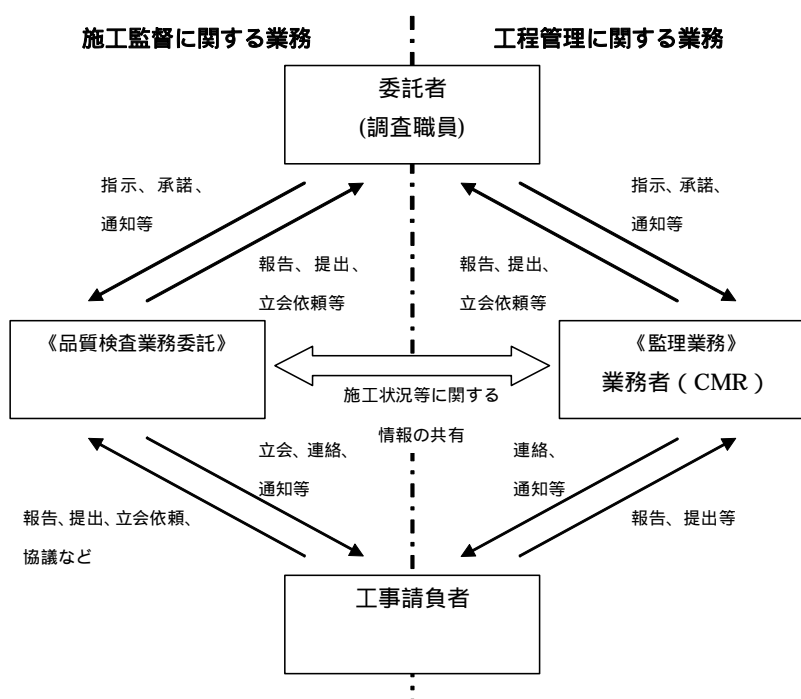 施工監督に関する業務
工程管理に関する業務
委託者
(調査職員)
指示、承諾、
通知等
指示、承諾、
通知等
報告、提出、
立会依頼等
報告、提出、
立会依頼等
《品質検査業務委託》
《監理業務》
業務者（CMR）
施工状況等に関する
情報の共有
立会、連絡、
通知等
連絡、
通知等
報告、提出、立会依頼、
協議など
報告、提出等
工事請負者